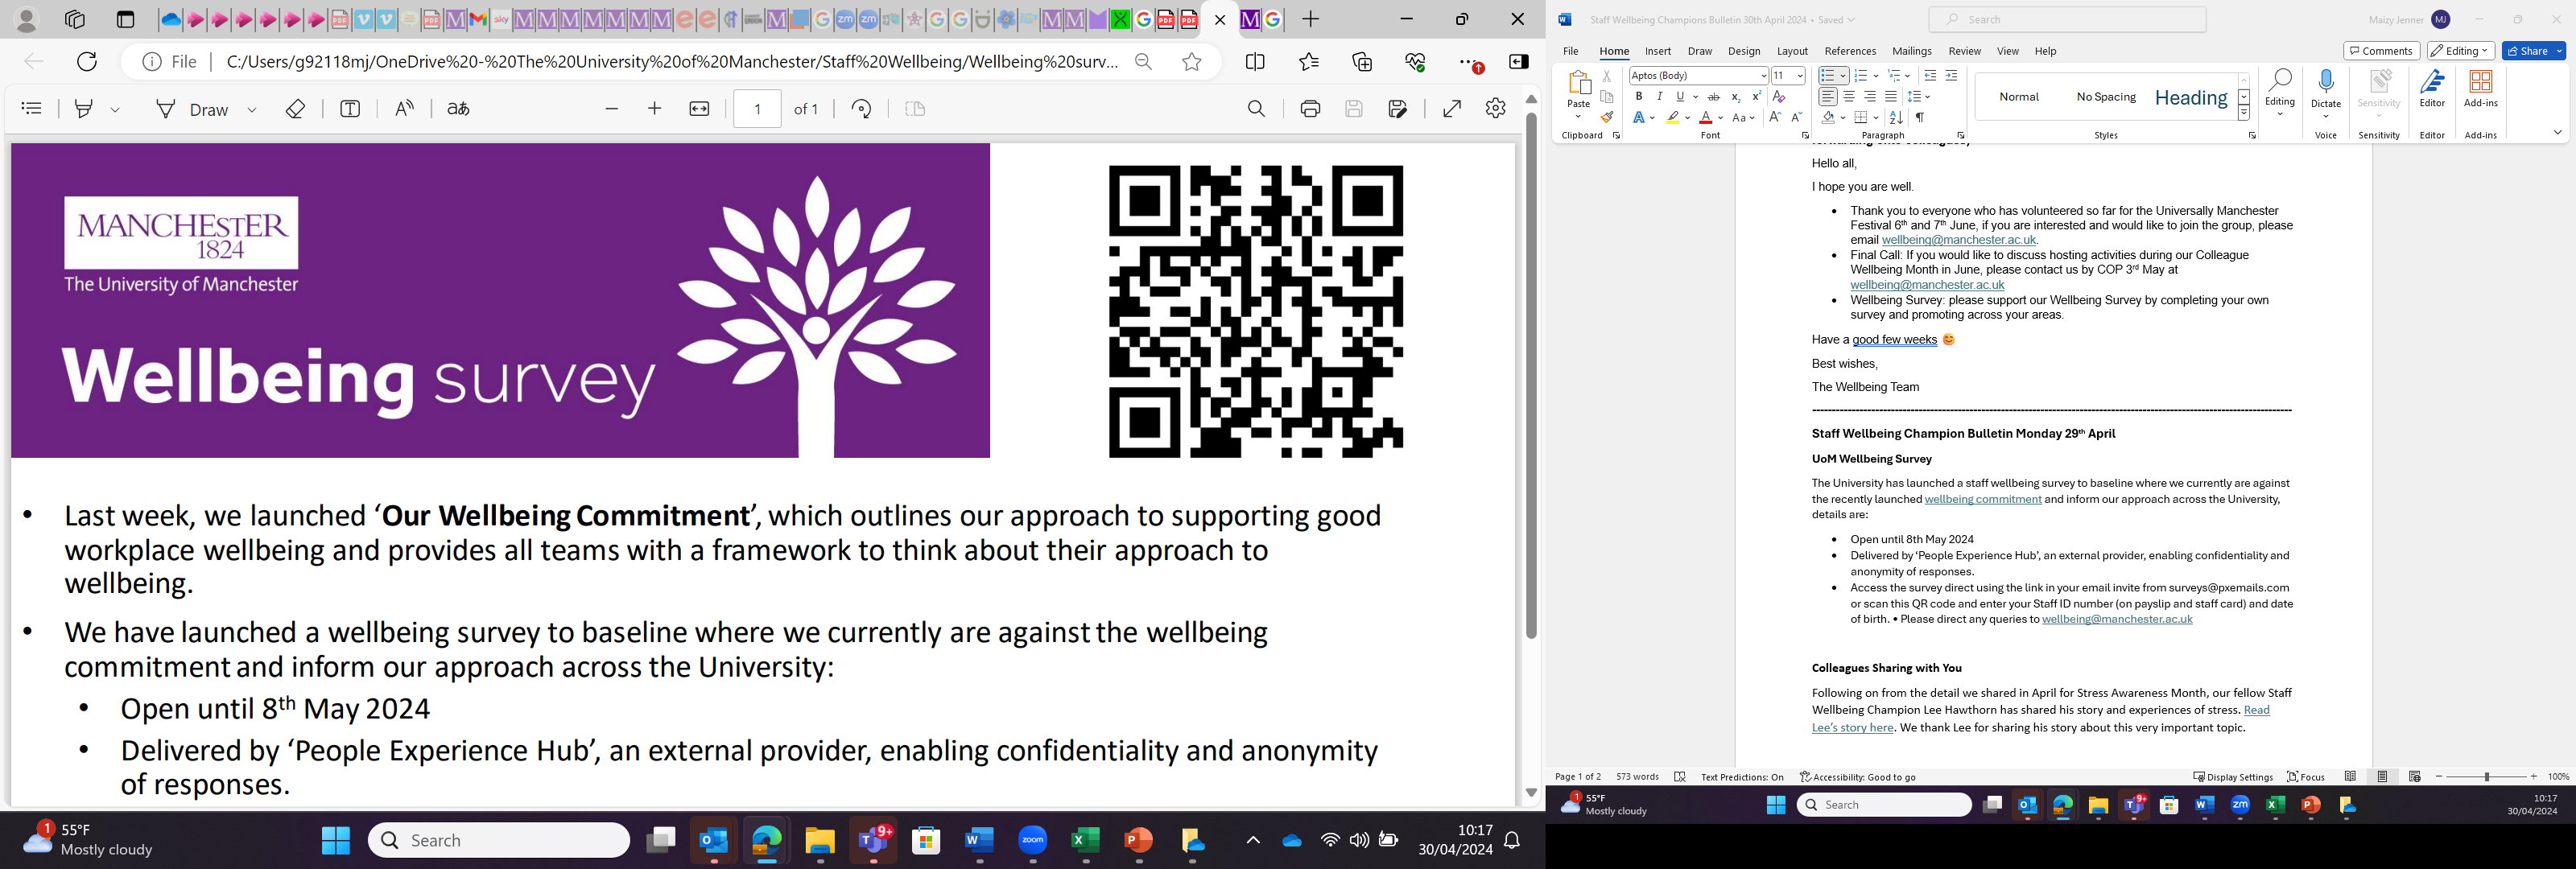 File
C:/Users/g92118mj/OneDrive%20-%20The%20University%20of%20Manchester/Staff%20Wellbeing/Wellbeing%20surv...
Draw
1
of 1
MANCHESTER
1824
The University of Manchester
Wellbeing survey
• Last week, we launched ‘Our Wellbeing Commitment’, which outlines our approach to supporting good
workplace wellbeing and provides all teams with a framework to think about their approach to
wellbeing.
• We have launched a wellbeing survey to baseline where we currently are against the wellbeing
commitment and inform our approach across the University:
• Open until 8th May 2024
• Delivered by ‘People Experience Hub’, an external provider, enabling confidentiality and anonymity
of responses.
55°F
Mostly cloudy
Search
10:17
30/04/2024
Staff Wellbeing Champions Bulletin 30th April 2024 • Saved
Search
Maizy Jenner
MJ
File Home Insert Draw Design Layout References Mailings Review View Help
Comments Editing Share
Paste
Aptos (Body) 11
Normal No Spacing Heading
Editing Dictate Sensitivity Editor Add-ins
Clipboard Font Paragraph Styles Voice Sensitivity Editor Add-ins
Hello all,
I hope you are well.
• Thank you to everyone who has volunteered so far for the Universally Manchester
Festival 6th and 7th June, if you are interested and would like to join the group, please
email wellbeing@manchester.ac.uk.
• Final Call: If you would like to discuss hosting activities during our Colleague
Wellbeing Month in June, please contact us by COP 3rd May at
wellbeing@manchester.ac.uk
• Wellbeing Survey: please support our Wellbeing Survey by completing your own
survey and promoting across your areas.
Have a good few weeks 😊
Best wishes,
The Wellbeing Team
Staff Wellbeing Champion Bulletin Monday 29th April
UoM Wellbeing Survey
The University has launched a staff wellbeing survey to baseline where we currently are against
the recently launched wellbeing commitment and inform our approach across the University,
details are:
• Open until 8th May 2024
• Delivered by ‘People Experience Hub’, an external provider, enabling confidentiality and
anonymity of responses.
• Access the survey direct using the link in your email invite from surveys@pxemails.com
or scan this QR code and enter your Staff ID number (on payslip and staff card) and date
of birth. • Please direct any queries to wellbeing@manchester.ac.uk
Colleagues Sharing with You
Following on from the detail we shared in April for Stress Awareness Month, our fellow Staff
Wellbeing Champion Lee Hawthorn has shared his story and experiences of stress. Read
Lee’s story here. We thank Lee for sharing his story about this very important topic.
Page 1 of 2 573 words Text Predictions: On Accessibility: Good to go Display Settings Focus 100%
55°F
Mostly cloudy
Search
10:17
30/04/2024